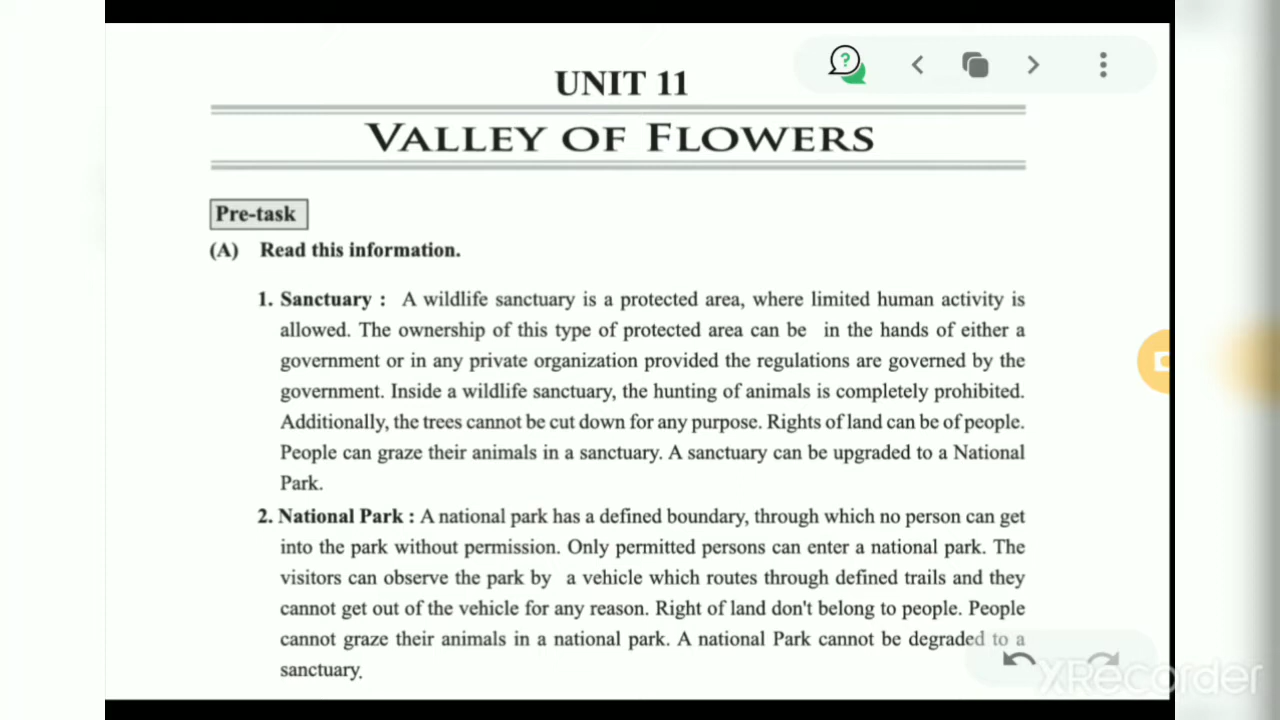 UNIT 11
VALLEY OF FLOWERS
Pre-task
(A) Read this information.
1. Sanctuary : A wildlife sanctuary is a protected area, where limited human activity is
allowed. The ownership of this type of protected area can be in the hands of either a
government or in any private organization provided the regulations are governed by the
government. Inside a wildlife sanctuary, the hunting of animals is completely prohibited.
Additionally, the trees cannot be cut down for any purpose. Rights of land can be of people.
People can graze their animals in a sanctuary. A sanctuary can be upgraded to a National
Park.
2. National Park : A national park has a defined boundary, through which no person can get
into the park without permission. Only permitted persons can enter a national park. The
visitors can observe the park by a vehicle which routes through defined trails and they
cannot get out of the vehicle for any reason. Right of land don't belong to people. People
cannot graze their animals in a national park. A national Park cannot be degraded to a
sanctuary.
XRecorder